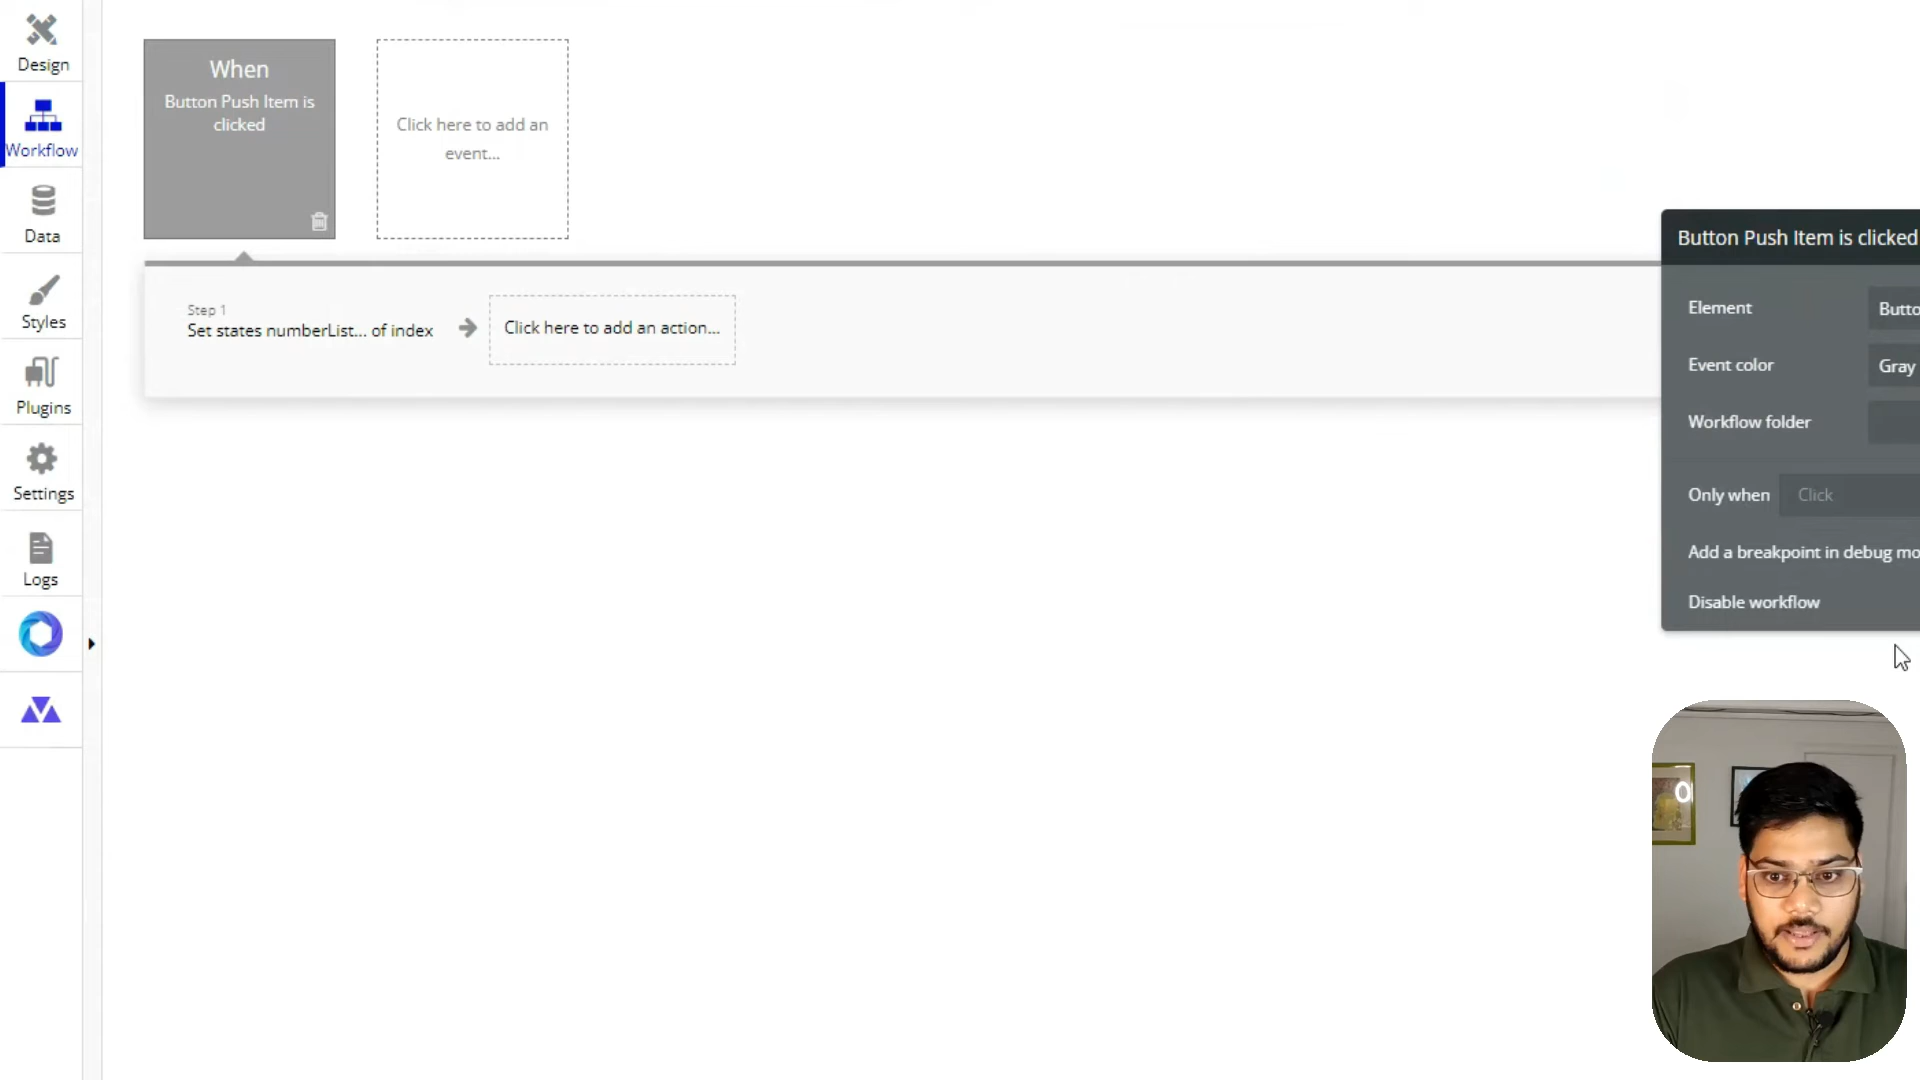 Design
Workflow
Data
Styles
Plugins
Settings
Logs
When
Button Push Item is
clicked
Click here to add an
event...
Step 1
Set states numberList... of index
Click here to add an action...
Button Push Item is clicked
Element
Butto
Event color
Gray
Workflow folder
Only when
Click
Add a breakpoint in debug mo
Disable workflow